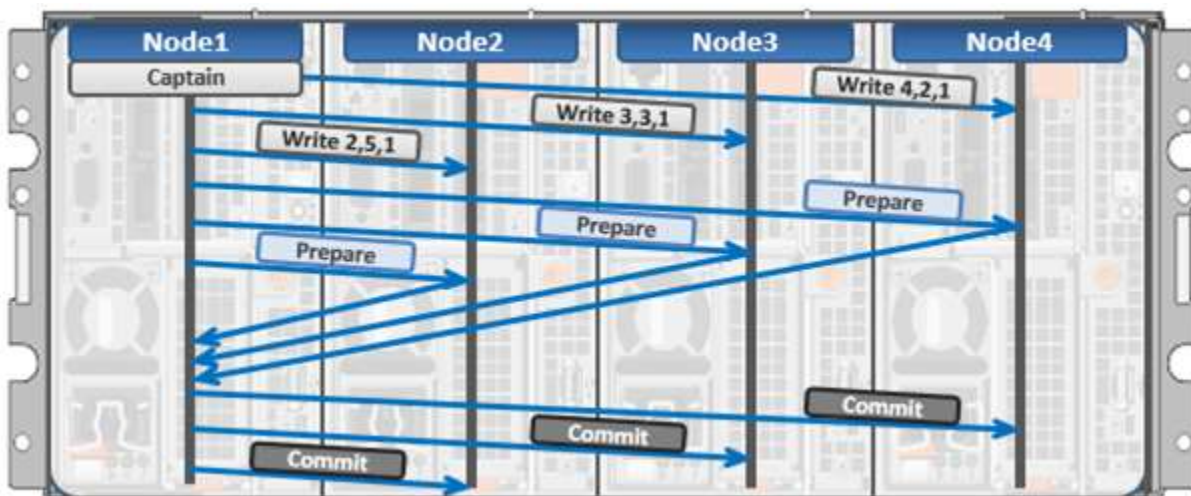 Node1
Node2
Node3
Node4
Captain
Write 4,2,1
Write 3,3,1
Write 2,5,1
Prepare
Prepare
Prepare
Commit
Commit
Commit